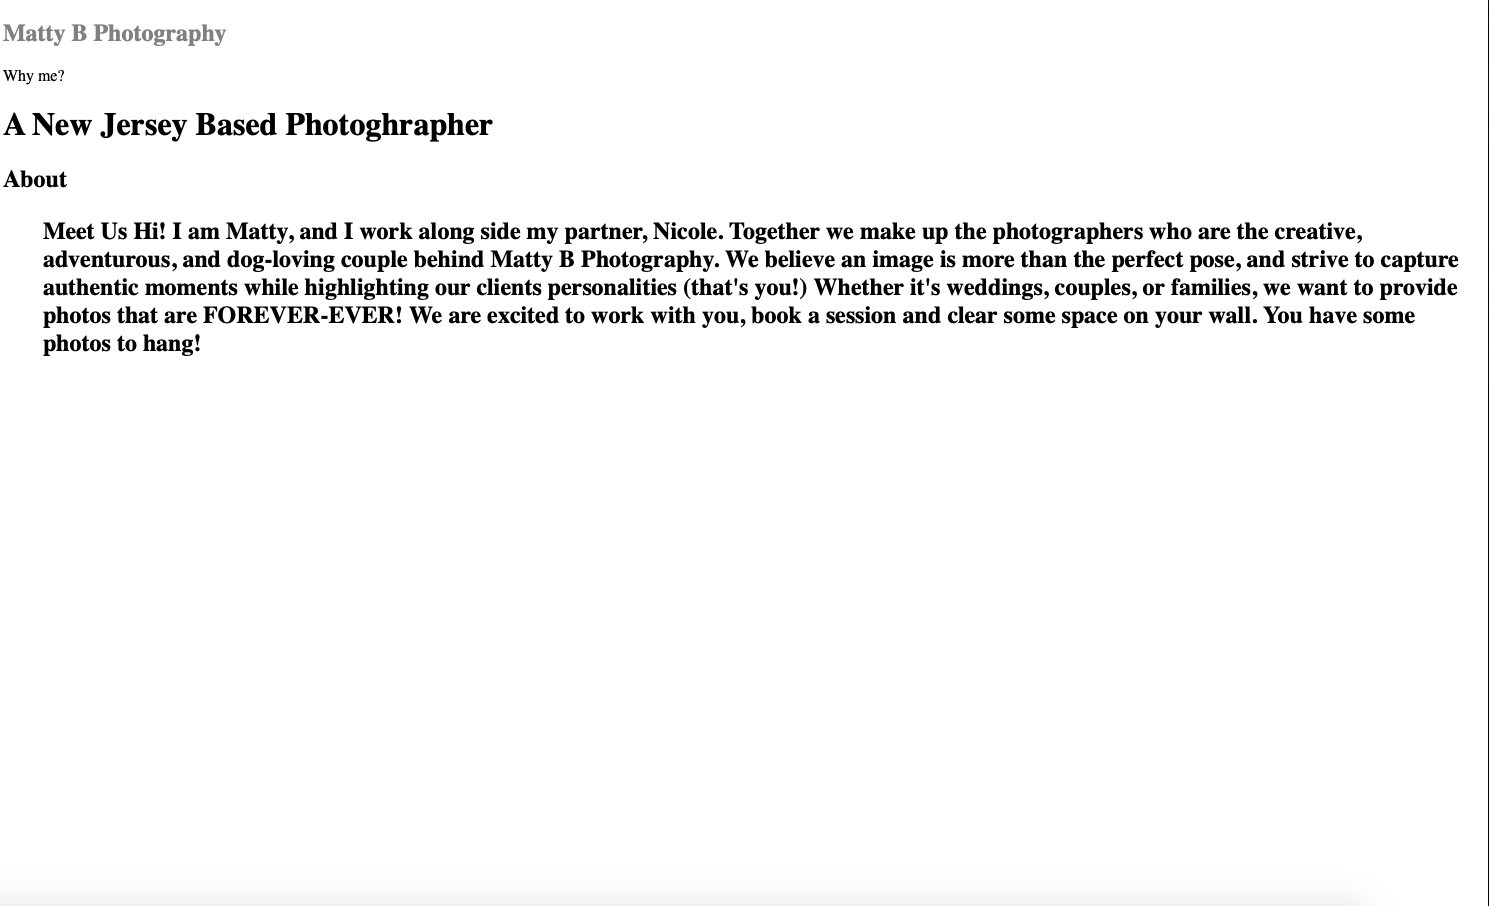 Matty B Photography
Why me?
A New Jersey Based Photoghrapher
About
Meet Us Hi! I am Matty, and I work along side my partner, Nicole. Together we make up the photographers who are the creative,
adventurous, and dog-loving couple behind Matty B Photography. We believe an image is more than the perfect pose, and strive to capture
authentic moments while highlighting our clients personalities (that's you!) Whether it's weddings, couples, or families, we want to provide
photos that are FOREVER-EVER! We are excited to work with you, book a session and clear some space on your wall. You have some
photos to hang!